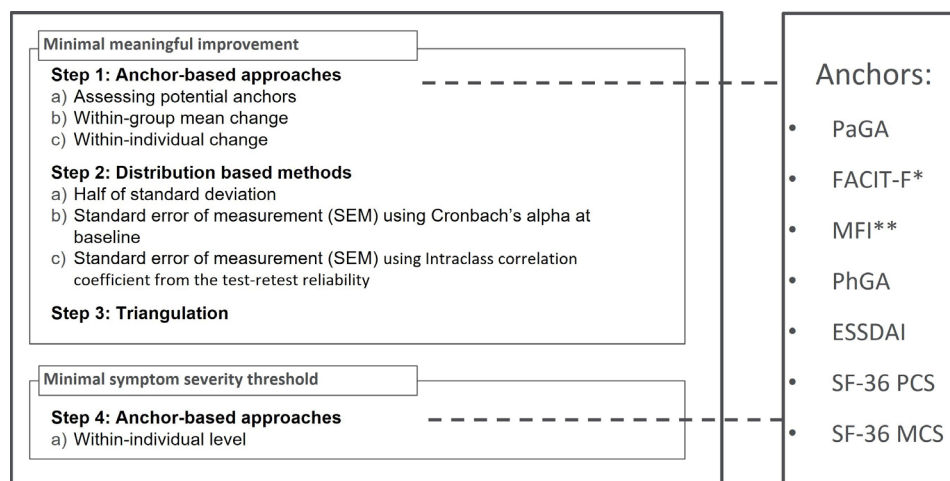 Minimal meaningful improvement
Step 1: Anchor-based approaches
a) Assessing potential anchors
b) Within-group mean change
c) Within-individual change
Step 2: Distribution based methods
a) Half of standard deviation
b) Standard error of measurement (SEM) using Cronbach's alpha at
baseline
c) Standard error of measurement (SEM) using Intraclass correlation
coefficient from the test-retest reliability
Step 3: Triangulation
Minimal symptom severity threshold
Step 4: Anchor-based approaches
a) Within-individual level
Anchors:
• PaGA
• FACIT-F*
• MFI**
• PhGA
• ESSDAI
• SF-36 PCS
• SF-36 MCS